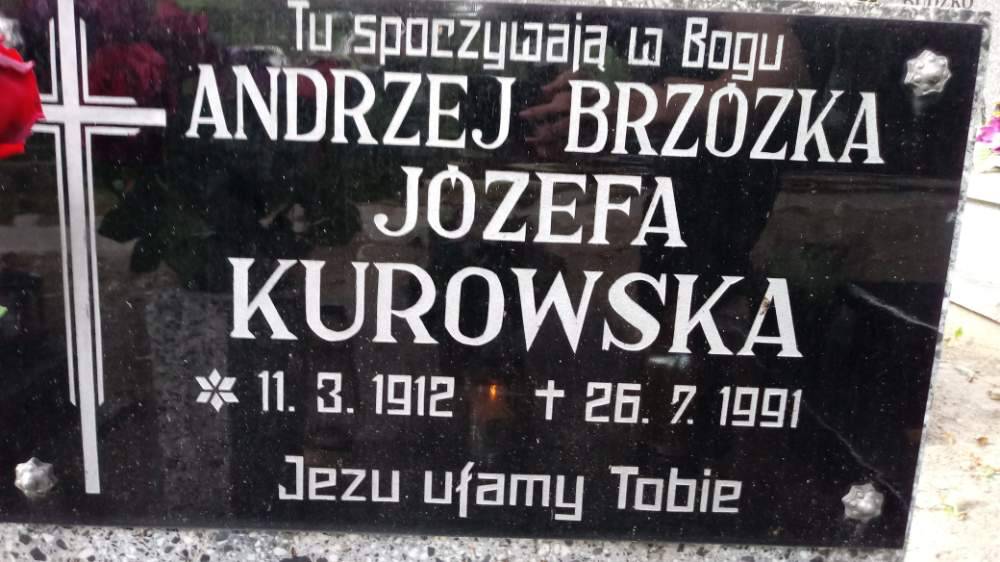 Tu spoczywają w Bogu
ANDRZEJ BRZÓZKA
JÓZEFA
KUROWSKA
11. 3. 1912 26. 7. 1991
Jezu ufamy Tobie